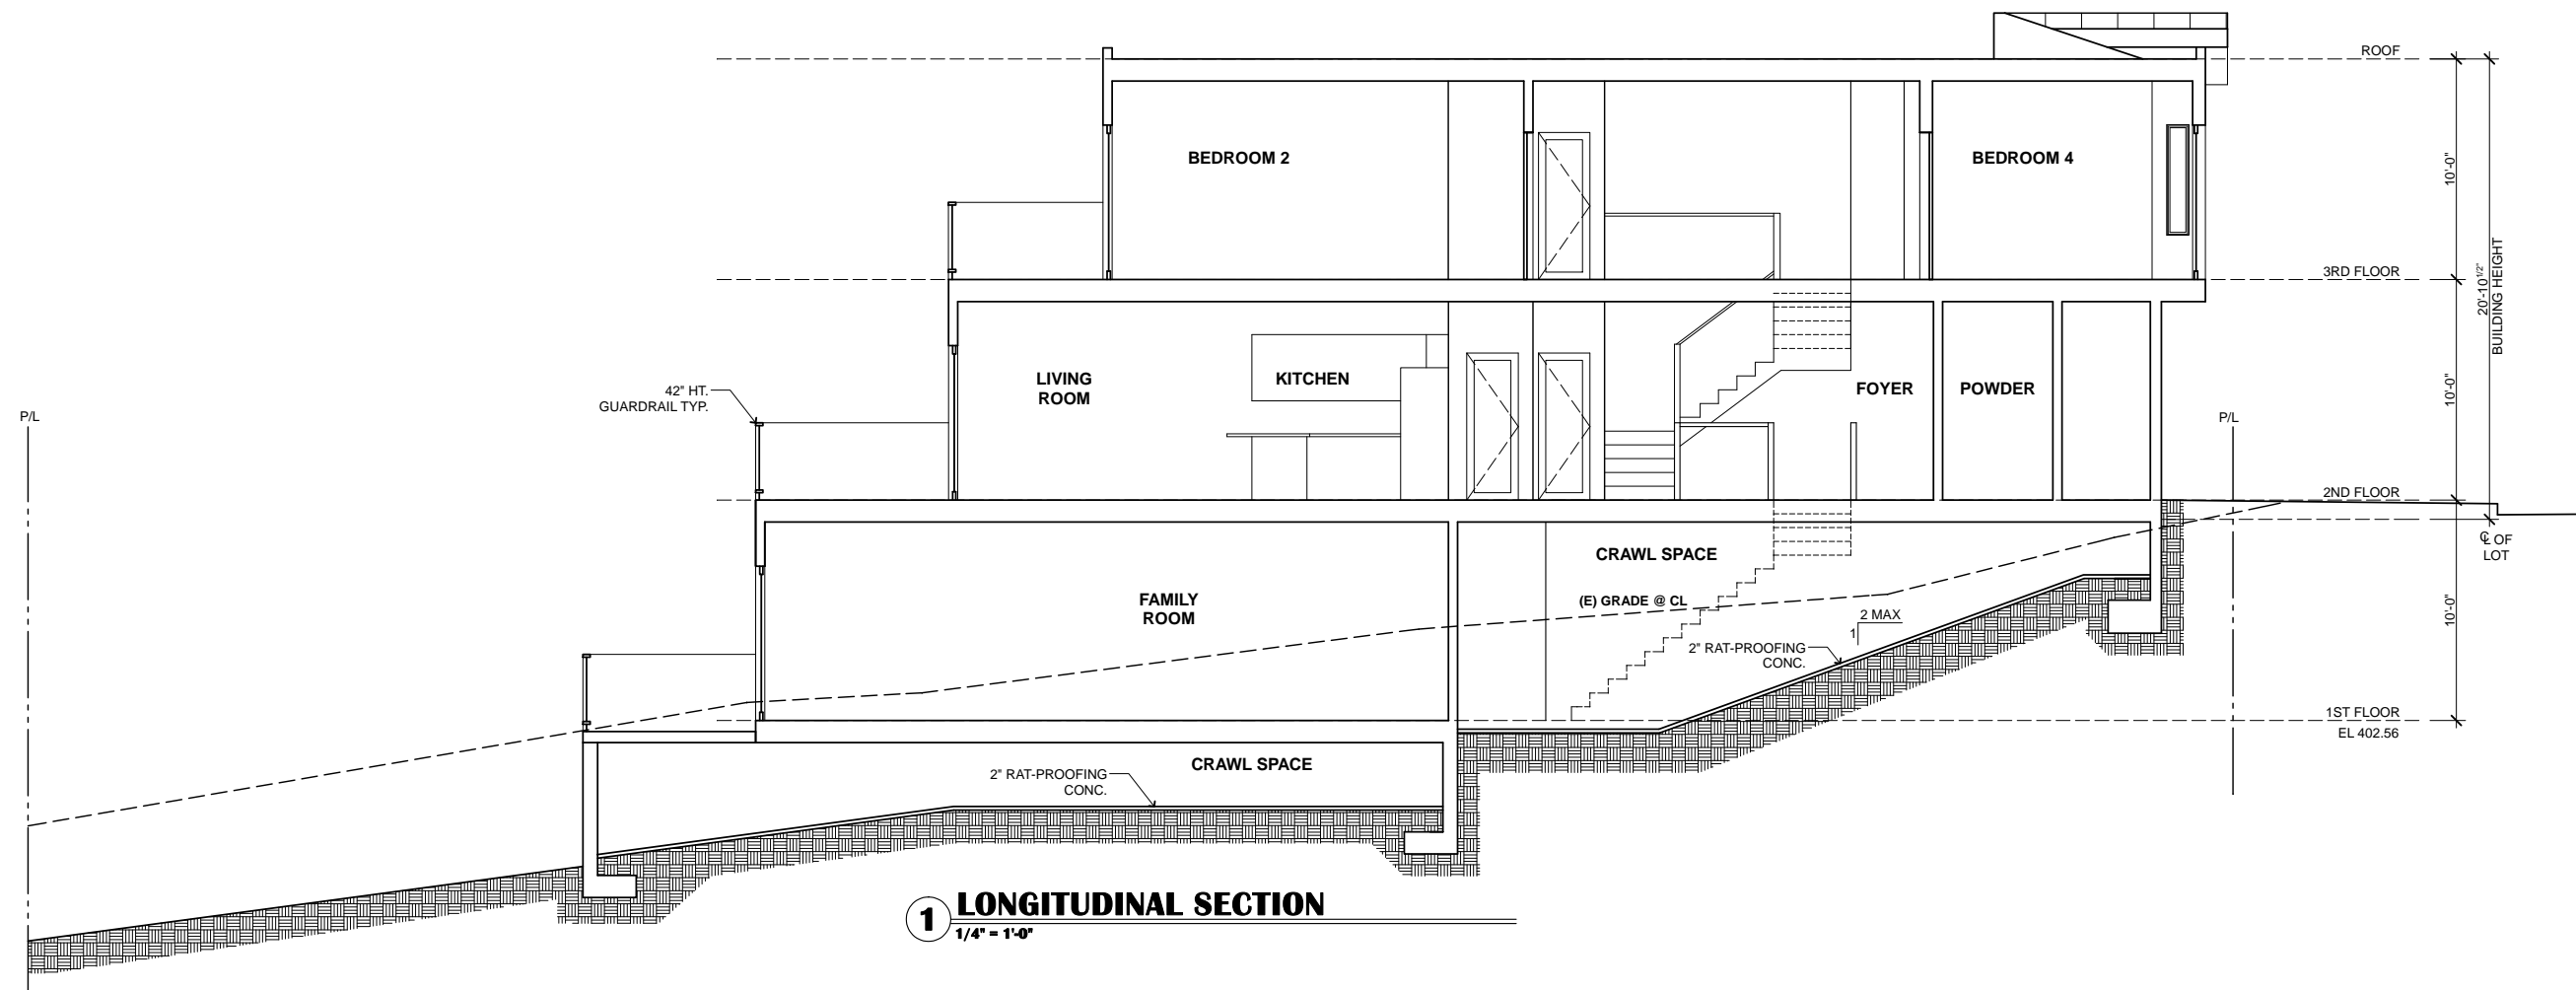 ROOF
BEDROOM 2
BEDROOM 4
10'-0"
3RD FLOOR
20'-10 1/2"
BUILDING HEIGHT
LIVING
ROOM
KITCHEN
FOYER
POWDER
10'-0"
42" HT.
GUARDRAIL TYP.
P/L
P/L
2ND FLOOR
CRAWL SPACE
℄ OF
LOT
FAMILY
ROOM
(E) GRADE @ CL
10'-0"
2 MAX
1
2" RAT-PROOFING
CONC.
1ST FLOOR
EL 402.56
CRAWL SPACE
2" RAT-PROOFING
CONC.
1 LONGITUDINAL SECTION
1/4" = 1'-0"